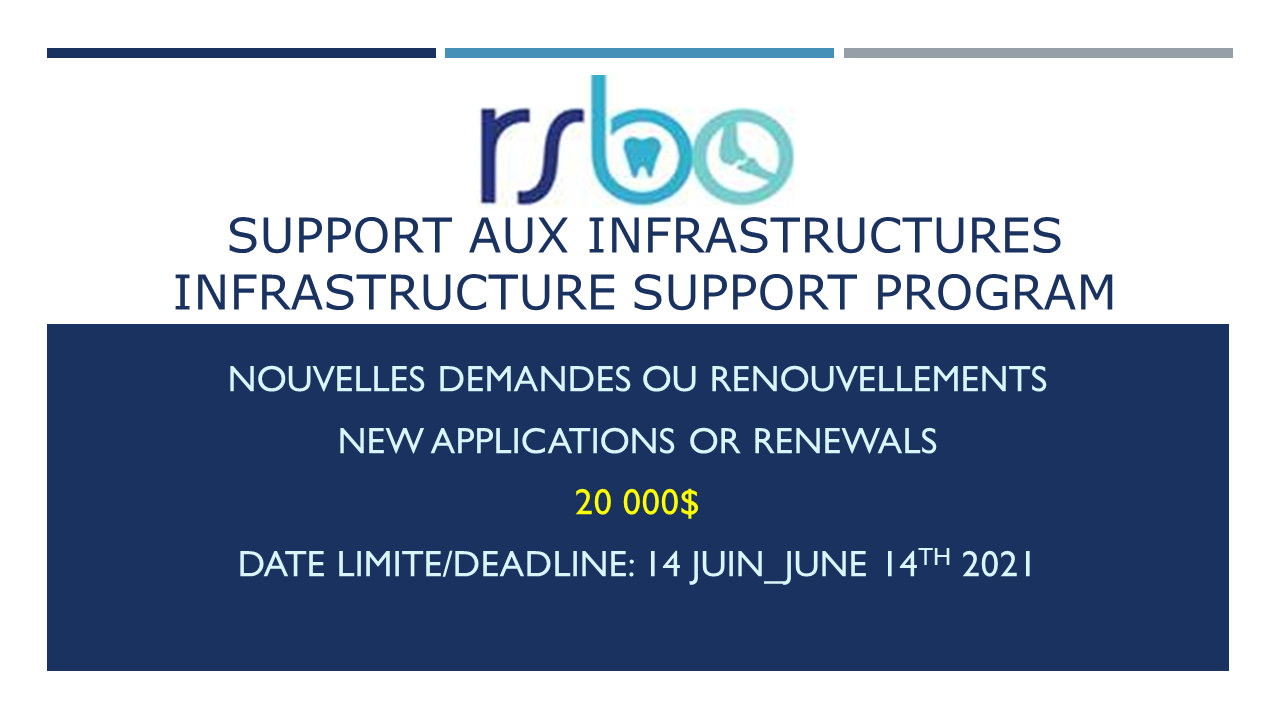 rsbo
SUPPORT AUX INFRASTRUCTURES
INFRASTRUCTURE SUPPORT PROGRAM
NOUVELLES DEMANDES OU RENOUVELLEMENTS
NEW APPLICATIONS OR RENEWALS
20 000$
DATE LIMITE/DEADLINE: 14 JUIN_JUNE 14TH 2021